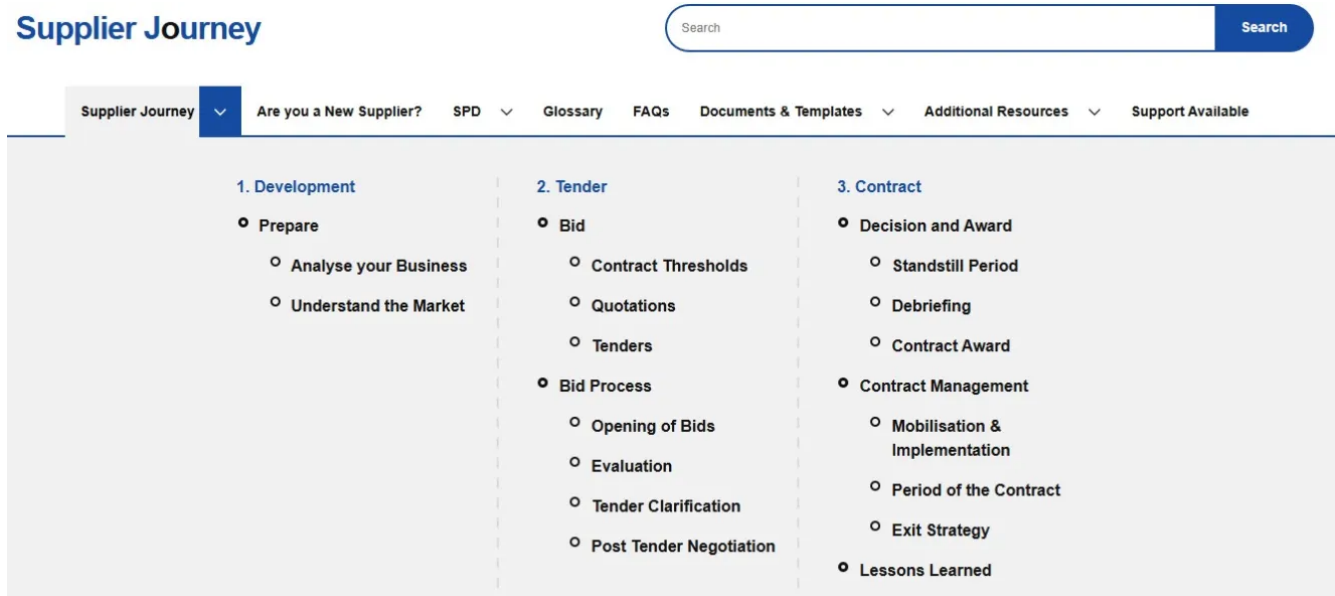 Supplier Journey
Search
Search
Supplier Journey
Are you a New Supplier?
SPD
Glossary
FAQs
Documents & Templates
Additional Resources
Support Available
1. Development
Prepare
Analyse your Business
Understand the Market
2. Tender
Bid
Contract Thresholds
Quotations
Tenders
Bid Process
Opening of Bids
Evaluation
Tender Clarification
Post Tender Negotiation
3. Contract
Decision and Award
Standstill Period
Debriefing
Contract Award
Contract Management
Mobilisation &
Implementation
Period of the Contract
Exit Strategy
Lessons Learned